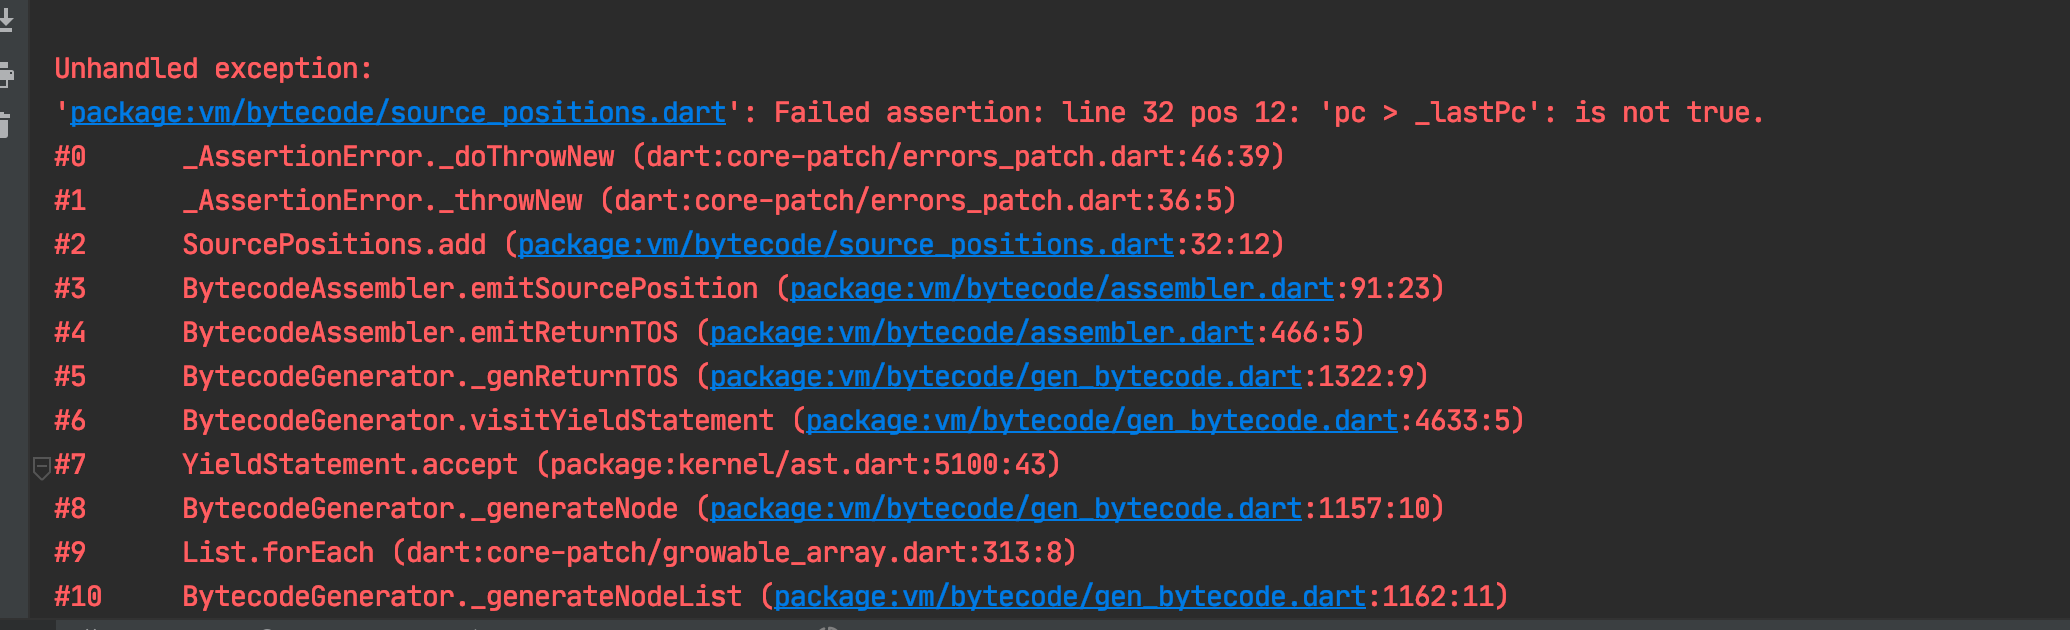 Unhandled exception:
'package:vm/bytecode/source_positions.dart': Failed assertion: line 32 pos 12: 'pc > _lastPc': is not true.
#0      _AssertionError._doThrowNew (dart:core-patch/errors_patch.dart:46:39)
#1      _AssertionError._throwNew (dart:core-patch/errors_patch.dart:36:5)
#2      SourcePositions.add (package:vm/bytecode/source_positions.dart:32:12)
#3      BytecodeAssembler.emitSourcePosition (package:vm/bytecode/assembler.dart:91:23)
#4      BytecodeAssembler.emitReturnTOS (package:vm/bytecode/assembler.dart:466:5)
#5      BytecodeGenerator._genReturnTOS (package:vm/bytecode/gen_bytecode.dart:1322:9)
#6      BytecodeGenerator.visitYieldStatement (package:vm/bytecode/gen_bytecode.dart:4633:5)
#7      YieldStatement.accept (package:kernel/ast.dart:5100:43)
#8      BytecodeGenerator._generateNode (package:vm/bytecode/gen_bytecode.dart:1157:10)
#9      List.forEach (dart:core-patch/growable_array.dart:313:8)
#10     BytecodeGenerator._generateNodeList (package:vm/bytecode/gen_bytecode.dart:1162:11)